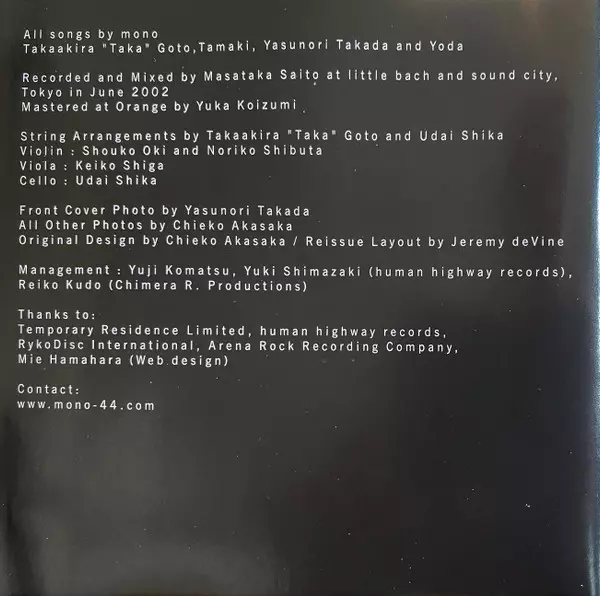 All songs by mono
Takaakira "Taka" Goto,Tamaki, Yasunori Takada and Yoda
Recorded and Mixed by Masataka Saito at little bach and sound city,
Tokyo in June 2002
Mastered at Orange by Yuka Koizumi
String Arrangements by Takaakira "Taka" Goto and Udai Shika
Violin : Shouko Oki and Noriko Shibuta
Viola : Keiko Shiga
Cello : Udai Shika
Front Cover Photo by Yasunori Takada
All Other Photos by Chieko Akasaka
Original Design by Chieko Akasaka / Reissue Layout by Jeremy deVine
Management : Yuji Komatsu, Yuki Shimazaki (human highway records),
Reiko Kudo (Chimera R. Productions)
Thanks to:
Temporary Residence Limited, human highway records,
RykoDisc International, Arena Rock Recording Company,
Mie Hamahara (Web design)
Contact:
www.mono-44.com